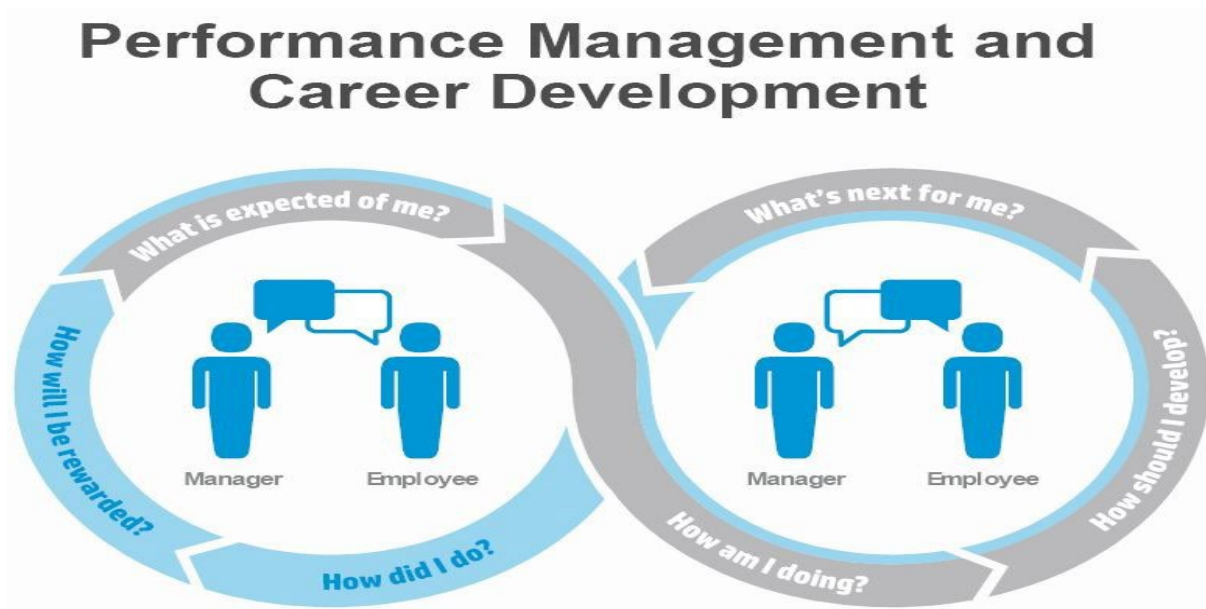 Performance Management and
Career Development
What is expected of me?
How will I be rewarded?
How did I do?
Manager
Employee
What's next for me?
How should I develop?
How am I doing?
Manager
Employee